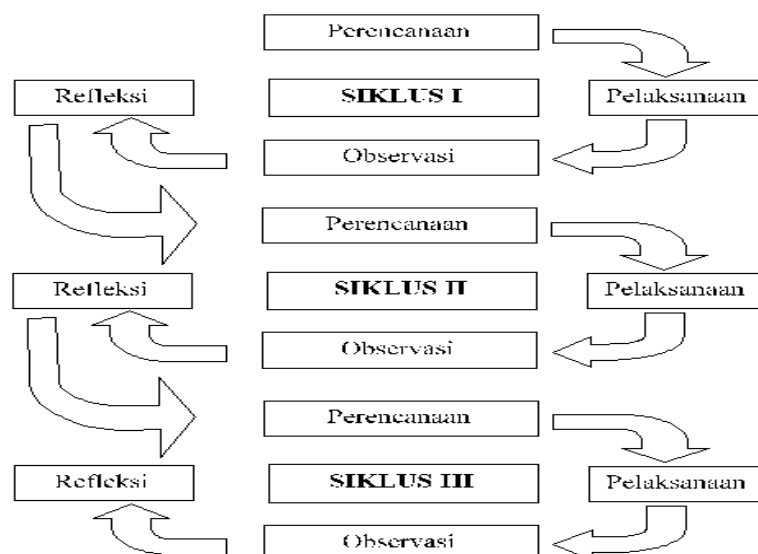 Perencanaan
Refleksi
SIKLUS I
Pelaksanaan
Observasi
Perencanaan
Refleksi
SIKLUS II
Pelaksanaan
Observasi
Perencanaan
Refleksi
SIKLUS III
Pelaksanaan
Observasi